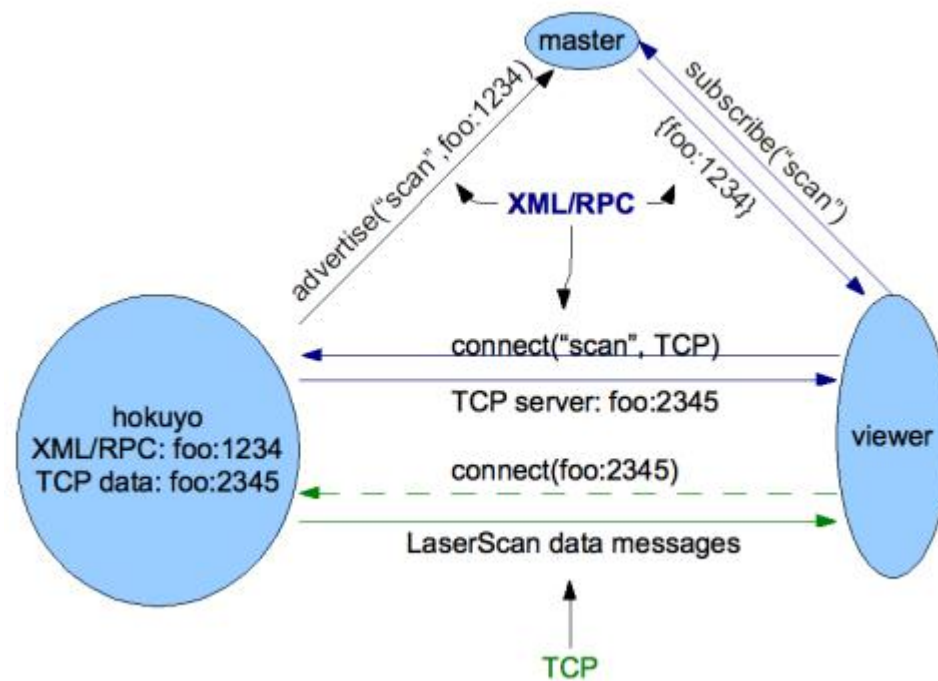 master
advertise(“scan”,foo:1234)
subscribe(“scan”)
{foo:1234}
XML/RPC
connect(“scan”, TCP)
TCP server: foo:2345
hokuyo
XML/RPC: foo:1234
TCP data: foo:2345
viewer
connect(foo:2345)
LaserScan data messages
TCP